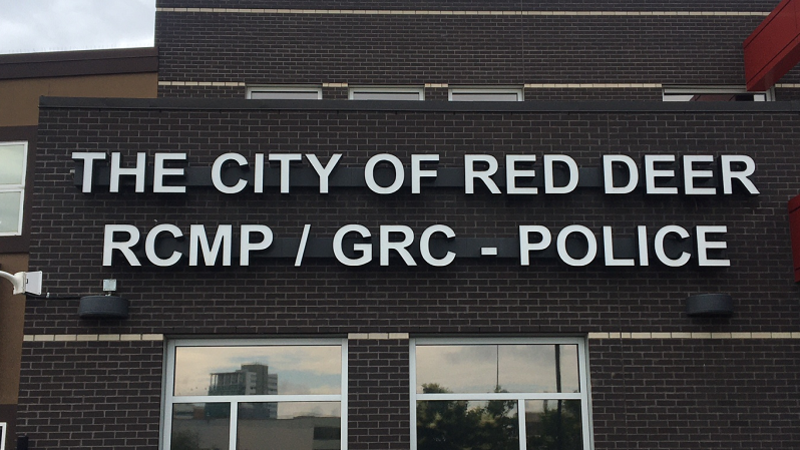 THE CITY OF RED DEER
RCMP / GRC - POLICE